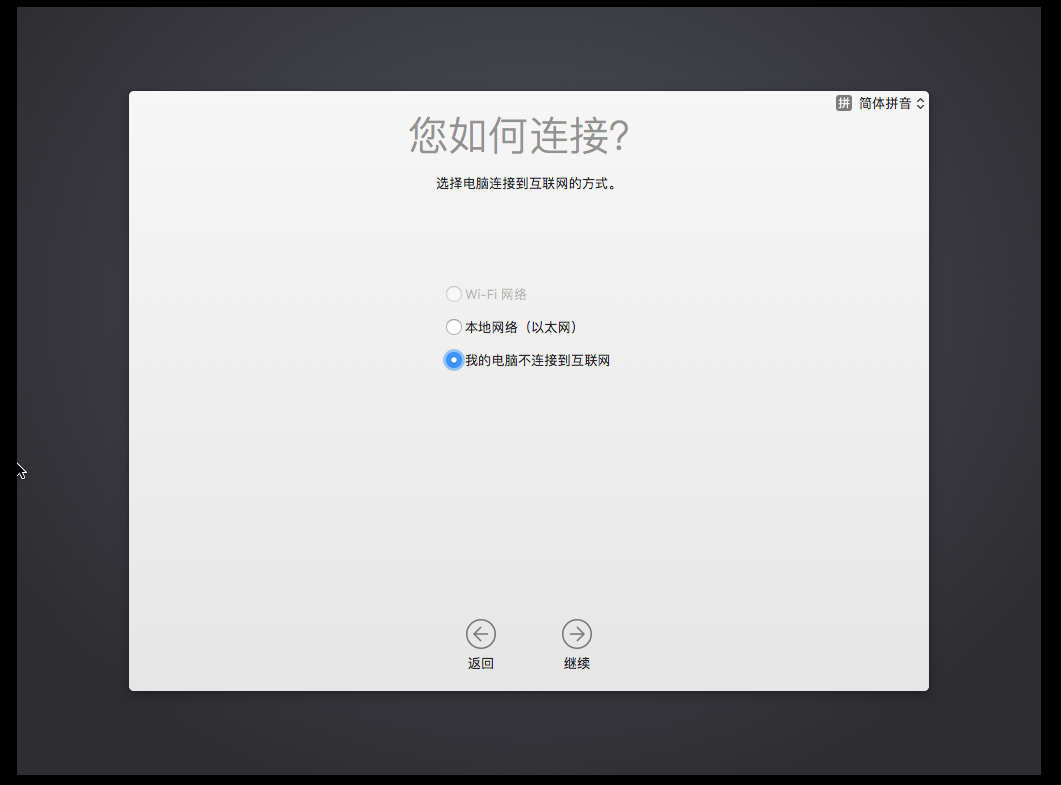 拼 简体拼音
您如何连接?
选择电脑连接到互联网的方式。
Wi-Fi 网络
本地网络（以太网）
我的电脑不连接到互联网
返回 继续